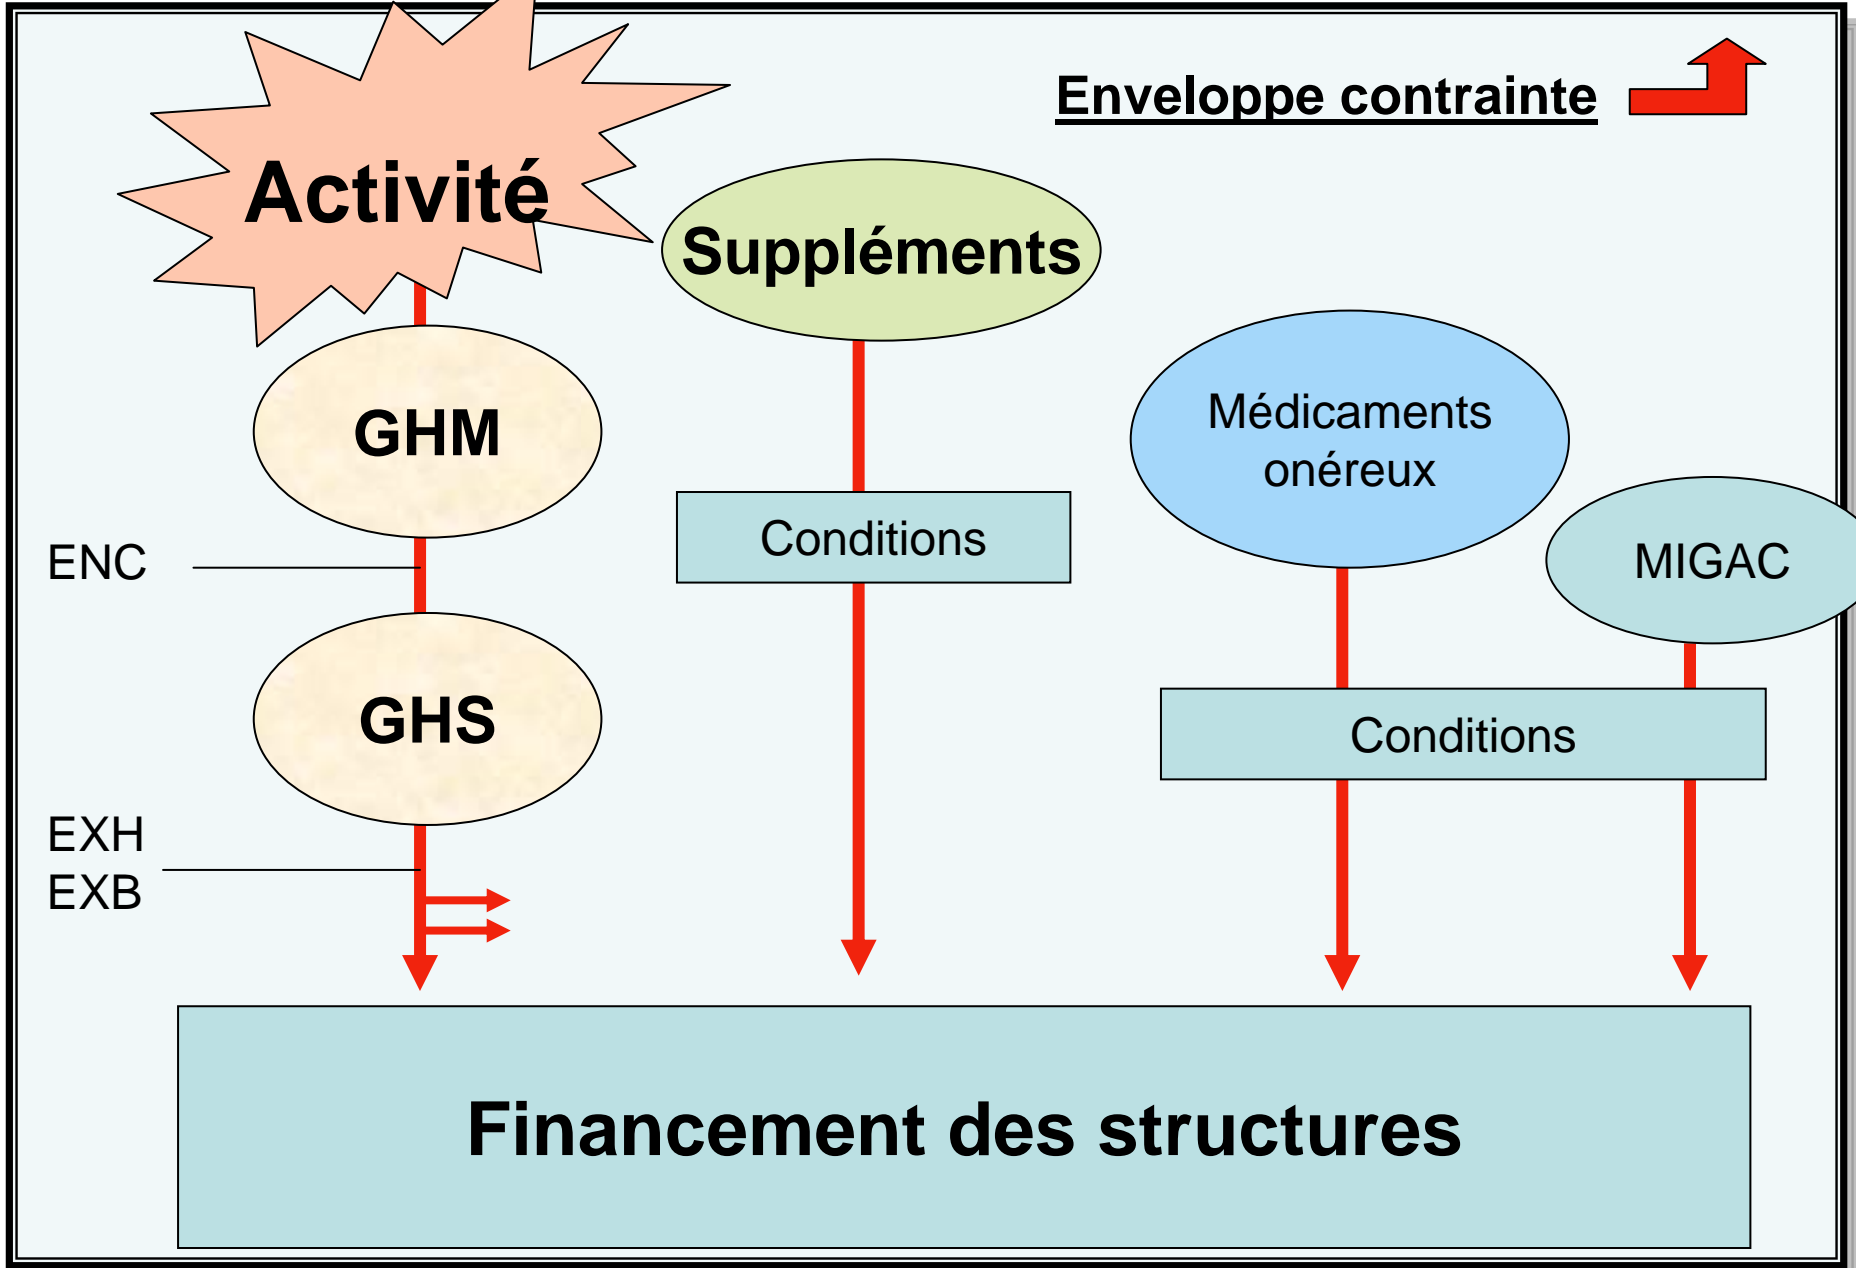 Enveloppe contrainte
Activité
Suppléments
GHM
Médicaments
onéreux
ENC
Conditions
MIGAC
GHS
Conditions
EXH
EXB
Financement des structures